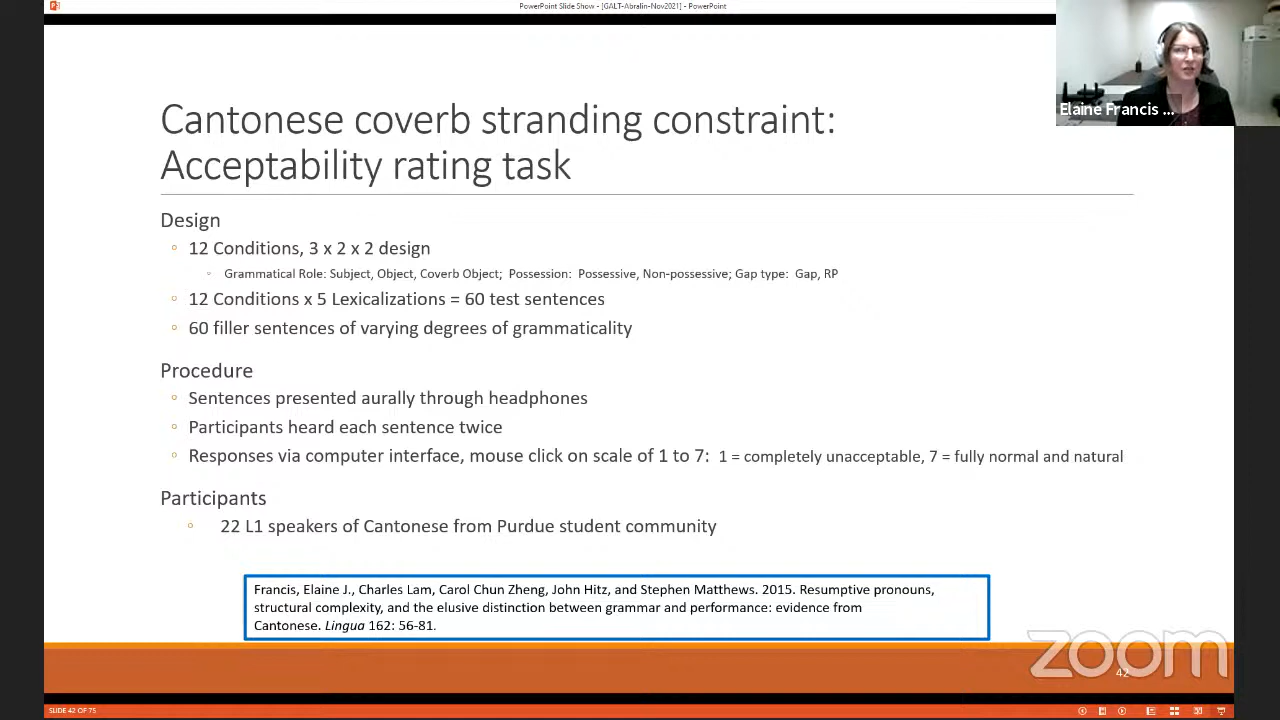 PowerPoint Slide Show - [GALT-Abralin-Nov2021] - PowerPoint
Elaine Francis ...
Cantonese coverb stranding constraint:
Acceptability rating task
Design
12 Conditions, 3 x 2 x 2 design
Grammatical Role: Subject, Object, Coverb Object; Possession: Possessive, Non-possessive; Gap type: Gap, RP
12 Conditions x 5 Lexicalizations = 60 test sentences
60 filler sentences of varying degrees of grammaticality
Procedure
Sentences presented aurally through headphones
Participants heard each sentence twice
Responses via computer interface, mouse click on scale of 1 to 7: 1 = completely unacceptable, 7 = fully normal and natural
Participants
22 L1 speakers of Cantonese from Purdue student community
Francis, Elaine J., Charles Lam, Carol Chun Zheng, John Hitz, and Stephen Matthews. 2015. Resumptive pronouns,
structural complexity, and the elusive distinction between grammar and performance: evidence from
Cantonese. Lingua 162: 56-81.
zoom
42
SLIDE 42 OF 75